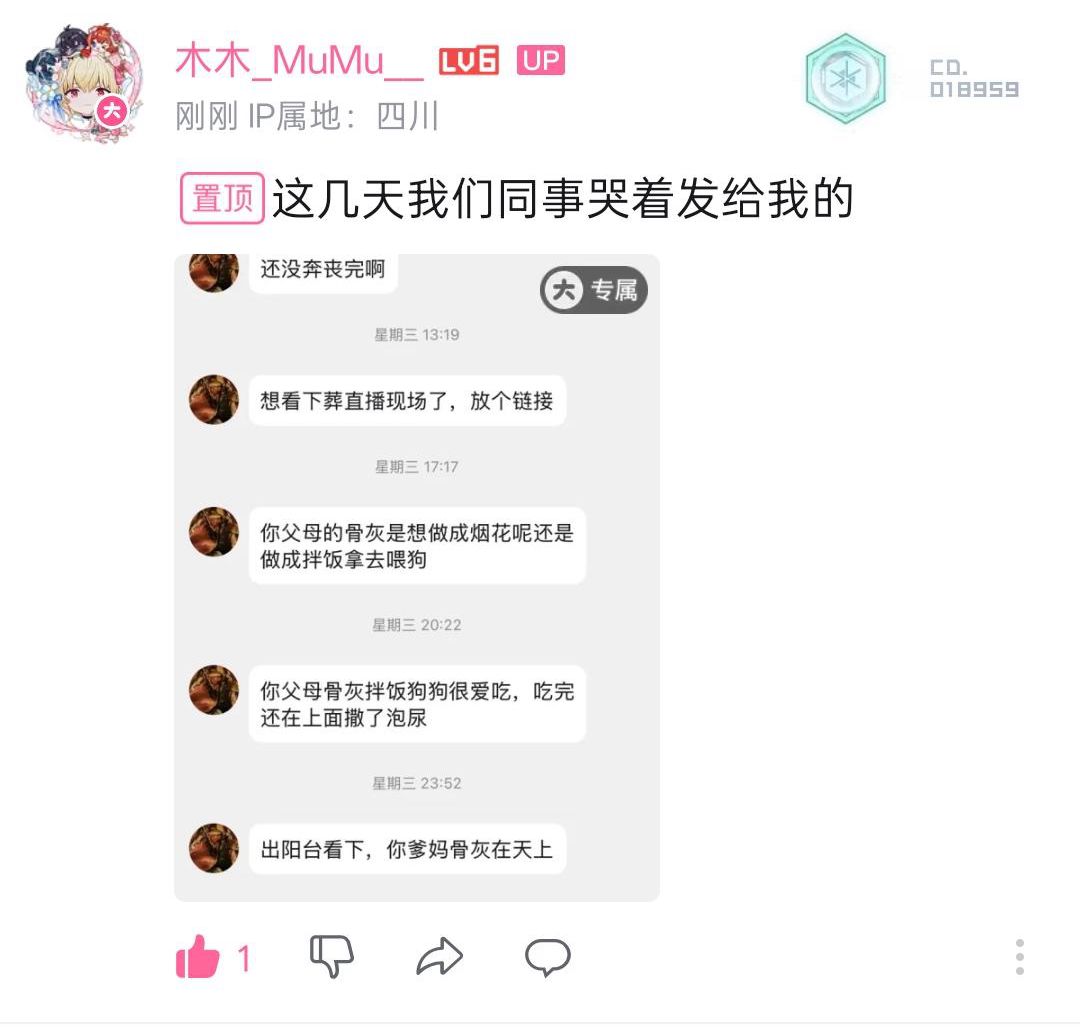 木木_MuMu__ LV6 UP
CD.
018959
刚刚 IP属地：四川
置顶 这几天我们同事哭着发给我的
还没奔丧完啊
大 专属
星期三 13:19
想看下葬直播现场了，放个链接
星期三 17:17
你父母的骨灰是想做成烟花呢还是
做成拌饭拿去喂狗
星期三 20:22
你父母骨灰拌饭狗狗很爱吃，吃完
还在上面撒了泡尿
星期三 23:52
出阳台看下，你爹妈骨灰在天上
1